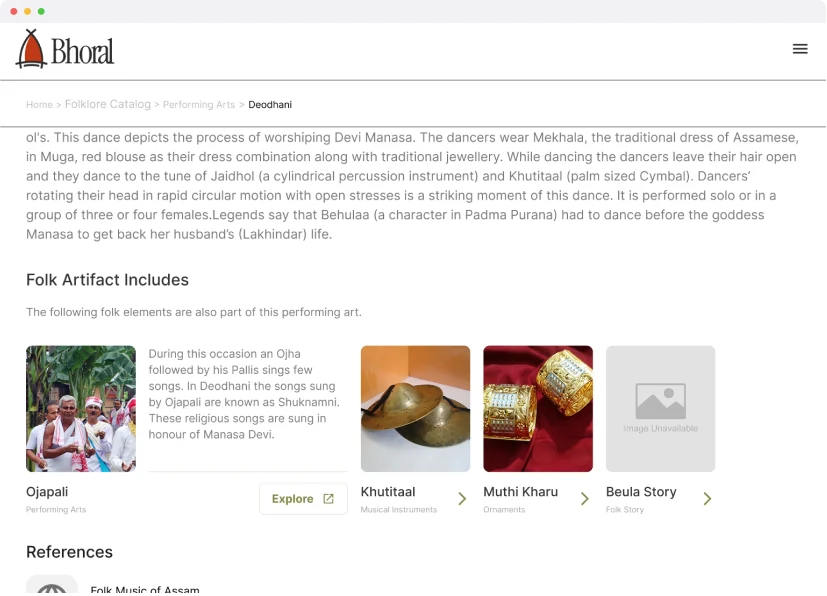 Bhoral
Home > Folklore Catalog > Performing Arts > Deodhani
ol's. This dance depicts the process of worshiping Devi Manasa. The dancers wear Mekhala, the traditional dress of Assamese,
in Muga, red blouse as their dress combination along with traditional jewellery. While dancing the dancers leave their hair open
and they dance to the tune of Jaidhol (a cylindrical percussion instrument) and Khutitaal (palm sized Cymbal). Dancers'
rotating their head in rapid circular motion with open stresses is a striking moment of this dance. It is performed solo or in a
group of three or four females.Legends say that Behulaa (a character in Padma Purana) had to dance before the goddess
Manasa to get back her husband's (Lakhindar) life.
Folk Artifact Includes
The following folk elements are also part of this performing art.
During this occasion an Ojha
followed by his Pallis sings few
songs. In Deodhani the songs sung
by Ojapali are known as Shuknamni.
These religious songs are sung in
honour of Manasa Devi.
Image Unavailable
Ojapali
Performing Arts
Explore
Khutitaal
Musical Instruments
Muthi Kharu
Ornaments
Beula Story
Folk Story
References
Folk Music of Assam